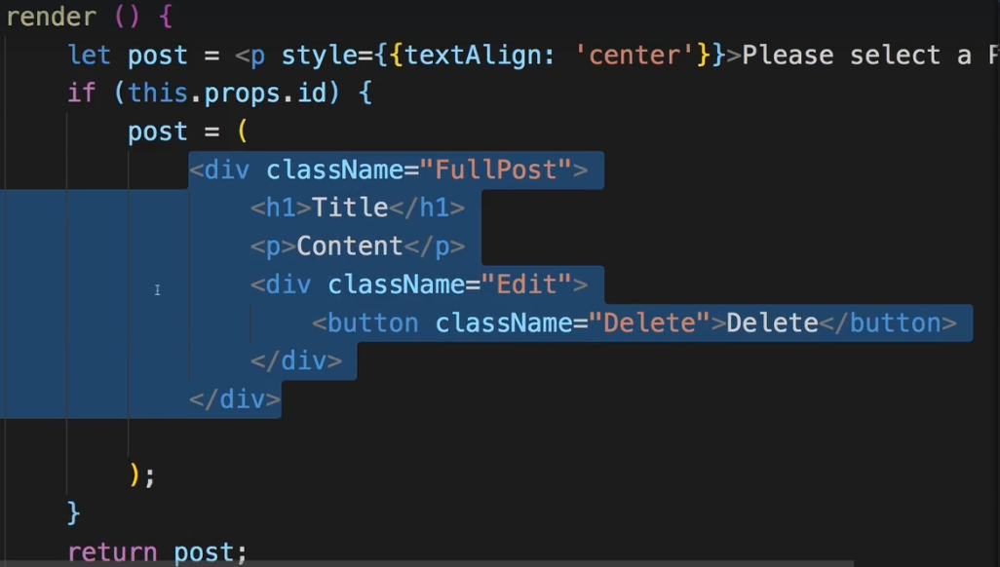 render () {
let post = <p style={{textAlign: 'center'}}>Please select a
if (this.props.id) {
post = (
<div className="FullPost">
<h1>Title</h1>
<p>Content</p>
<div className="Edit">
<button className="Delete">Delete</button>
</div>
</div>
);
}
return post;